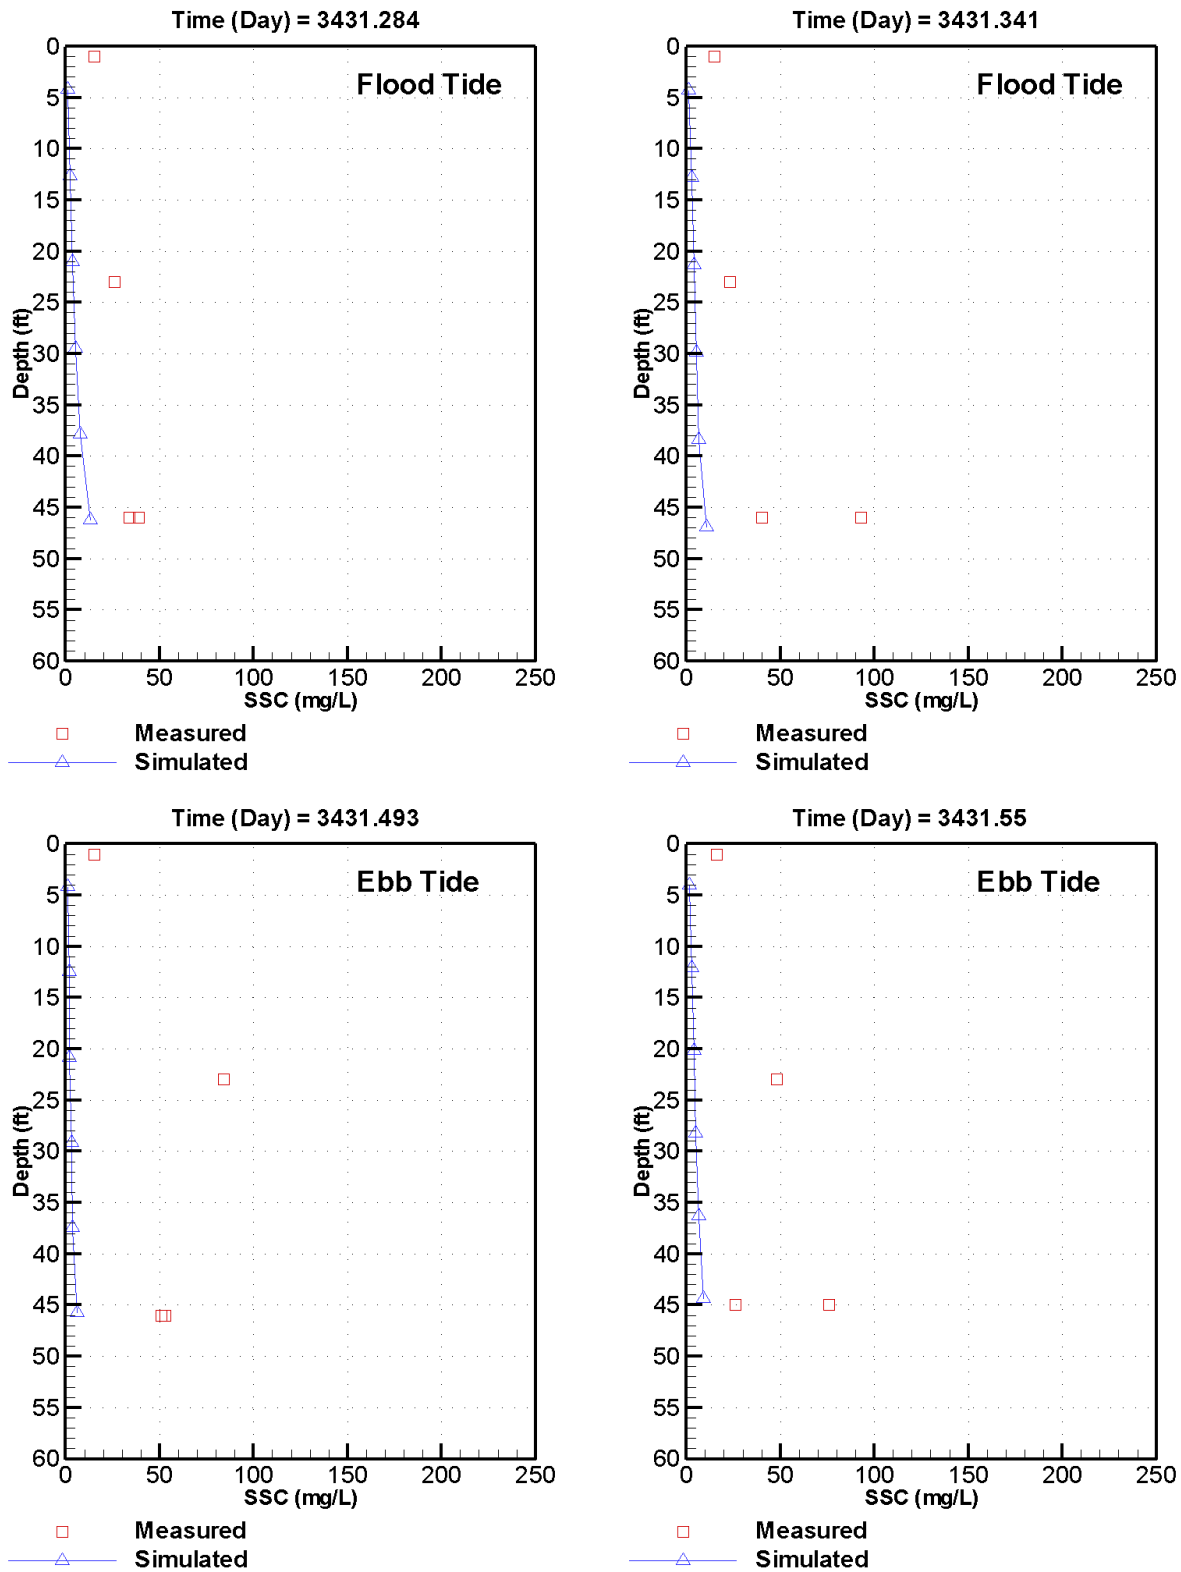 Time (Day) = 3431.284
Flood Tide
0
5
10
15
20
25
30
35
40
45
50
55
60
Depth (ft)
0 50 100 150 200 250
SSC (mg/L)
Measured
Simulated
Time (Day) = 3431.341
Flood Tide
0
5
10
15
20
25
30
35
40
45
50
55
60
Depth (ft)
0 50 100 150 200 250
SSC (mg/L)
Measured
Simulated
Time (Day) = 3431.493
Ebb Tide
0
5
10
15
20
25
30
35
40
45
50
55
60
Depth (ft)
0 50 100 150 200 250
SSC (mg/L)
Measured
Simulated
Time (Day) = 3431.55
Ebb Tide
0
5
10
15
20
25
30
35
40
45
50
55
60
Depth (ft)
0 50 100 150 200 250
SSC (mg/L)
Measured
Simulated